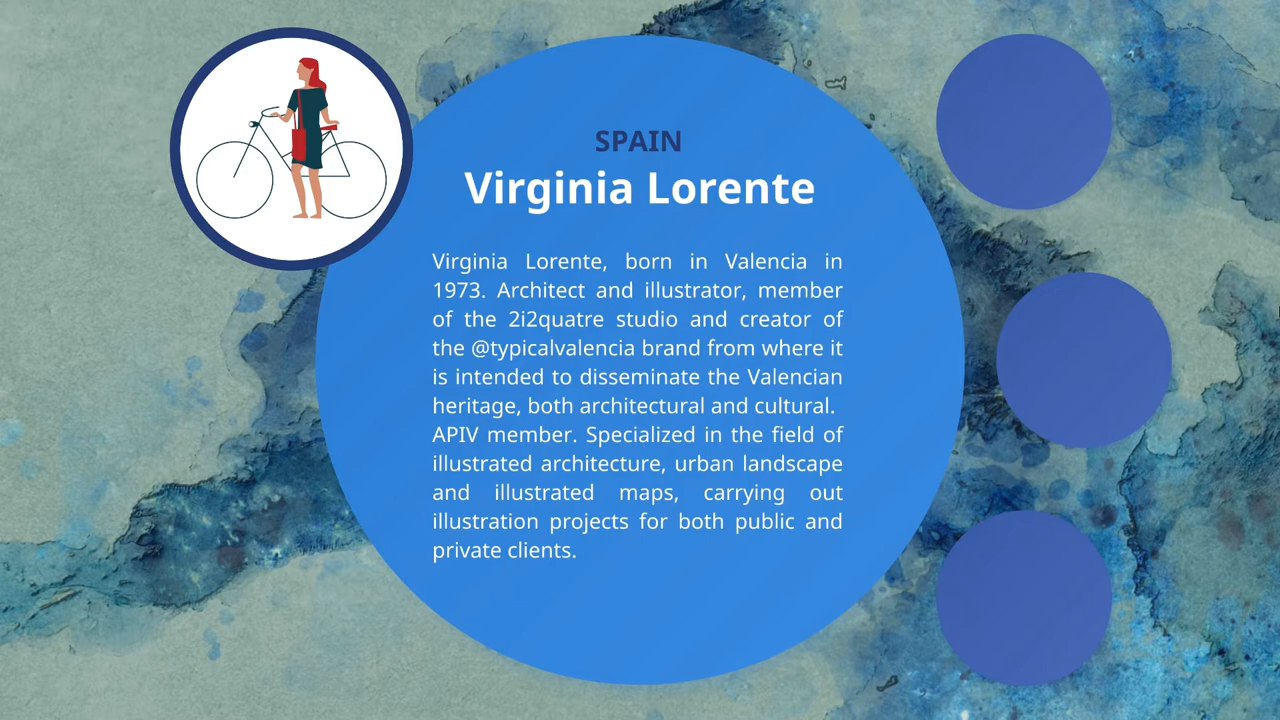 SPAIN
Virginia Lorente
Virginia Lorente, born in Valencia in
1973. Architect and illustrator, member
of the 2i2quatre studio and creator of
the @typicalvalencia brand from where it
is intended to disseminate the Valencian
heritage, both architectural and cultural.
APIV member. Specialized in the field of
illustrated architecture, urban landscape
and illustrated maps, carrying out
illustration projects for both public and
private clients.